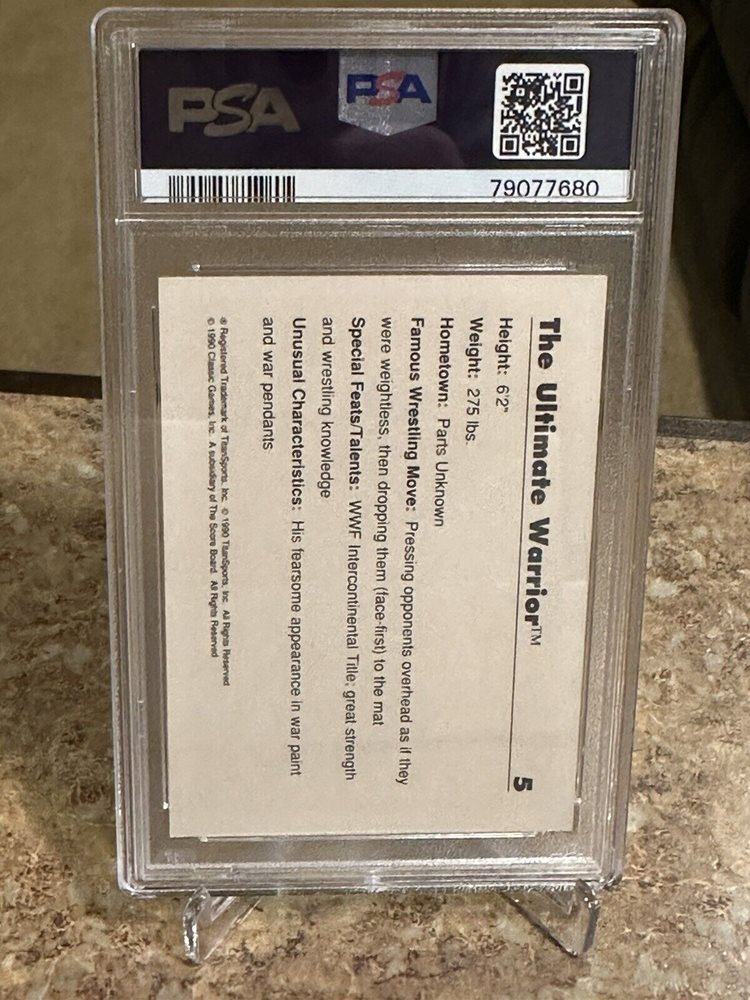 PSA
PSA
79077680
The Ultimate Warrior™ 5
Height: 6'2"
Weight: 275 lbs.
Hometown: Parts Unknown
Famous Wrestling Move: Pressing opponents overhead as if they
were weightless, then dropping them (face-first) to the mat
Special Feats/Talents: WWF Intercontinental Title; great strength
and wrestling knowledge
Unusual Characteristics: His fearsome appearance in war paint
and war pendants
® Registered Trademark of TitanSports, Inc. © 1990 TitanSports, Inc. All Rights Reserved
© 1990 Classic Games, Inc. A subsidiary of The Score Board. All Rights Reserved